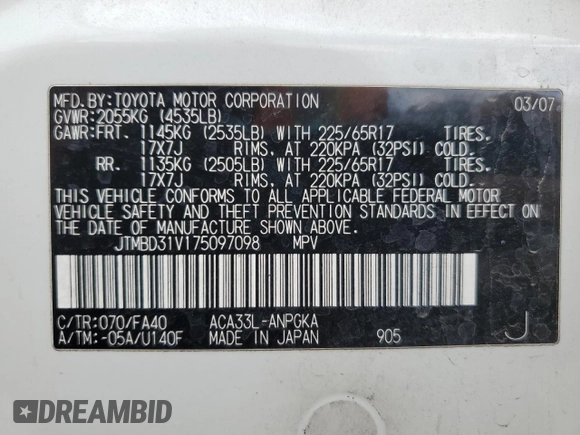 MFD.BY:TOYOTA MOTOR CORPORATION 03/07
GVWR:2055KG (4535LB)
GAWR:FRT. 1145KG (2535LB) WITH 225/65R17 TIRES.
17X7J RIMS, AT 220KPA (32PSI) COLD.
RR. 1135KG (2505LB) WITH 225/65R17 TIRES.
17X7J RIMS, AT 220KPA (32PSI) COLD.
THIS VEHICLE CONFORMS TO ALL APPLICABLE FEDERAL MOTOR
VEHICLE SAFETY AND THEFT PREVENTION STANDARDS IN EFFECT ON
THE DATE OF MANUFACTURE SHOWN ABOVE.
JTMBD31V175097098 MPV
C/TR:070/FA40 ACA33L-ANPGKA J
A/TM:-05A/U140F MADE IN JAPAN 905
DREAMBID